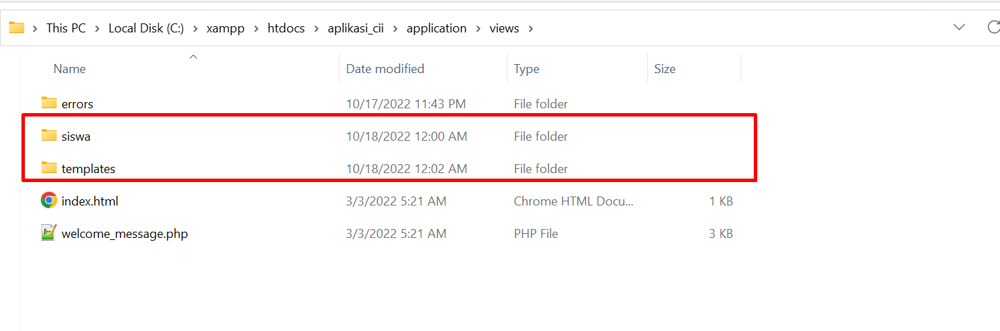 This PC > Local Disk (C:) > xampp > htdocs > aplikasi_cii > application > views >
Name Date modified Type Size
errors 10/17/2022 11:43 PM File folder
siswa 10/18/2022 12:00 AM File folder
templates 10/18/2022 12:02 AM File folder
index.html 3/3/2022 5:21 AM Chrome HTML Docu... 1 KB
welcome_message.php 3/3/2022 5:21 AM PHP File 3 KB